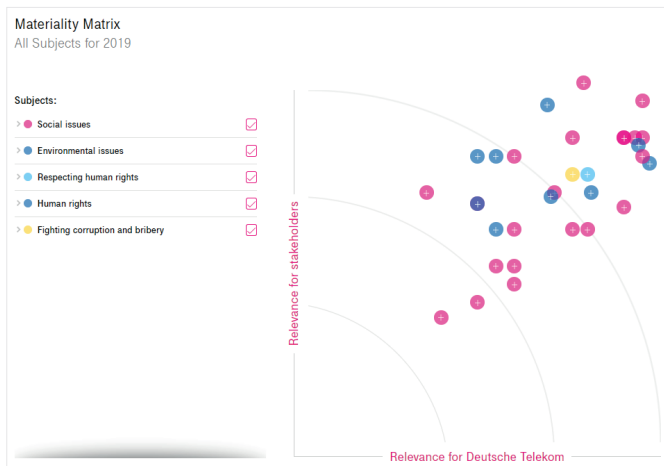 Materiality Matrix
All Subjects for 2019
Subjects:
Social issues
Environmental issues
Respecting human rights
Human rights
Fighting corruption and bribery
Relevance for stakeholders
Relevance for Deutsche Telekom